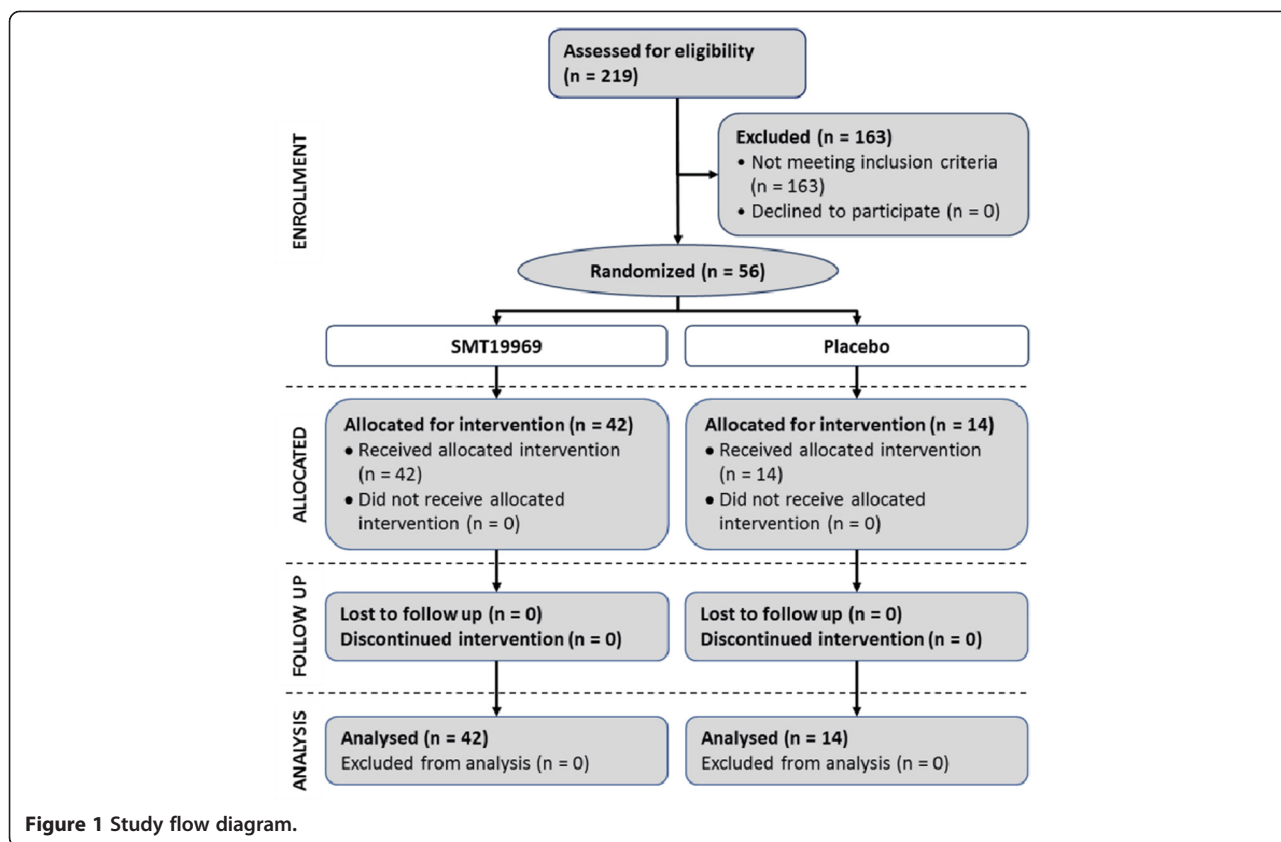 Assessed for eligibility
(n = 219)
ENROLLMENT
Excluded (n = 163)
• Not meeting inclusion criteria
(n = 163)
• Declined to participate (n = 0)
Randomized (n = 56)
SMT19969
Placebo
ALLOCATED
Allocated for intervention (n = 42)
• Received allocated intervention
(n = 42)
• Did not receive allocated
intervention (n = 0)
Allocated for intervention (n = 14)
• Received allocated intervention
(n = 14)
• Did not receive allocated
intervention (n = 0)
FOLLOW UP
Lost to follow up (n = 0)
Discontinued intervention (n = 0)
Lost to follow up (n = 0)
Discontinued intervention (n = 0)
ANALYSIS
Analysed (n = 42)
Excluded from analysis (n = 0)
Analysed (n = 14)
Excluded from analysis (n = 0)
Figure 1 Study flow diagram.